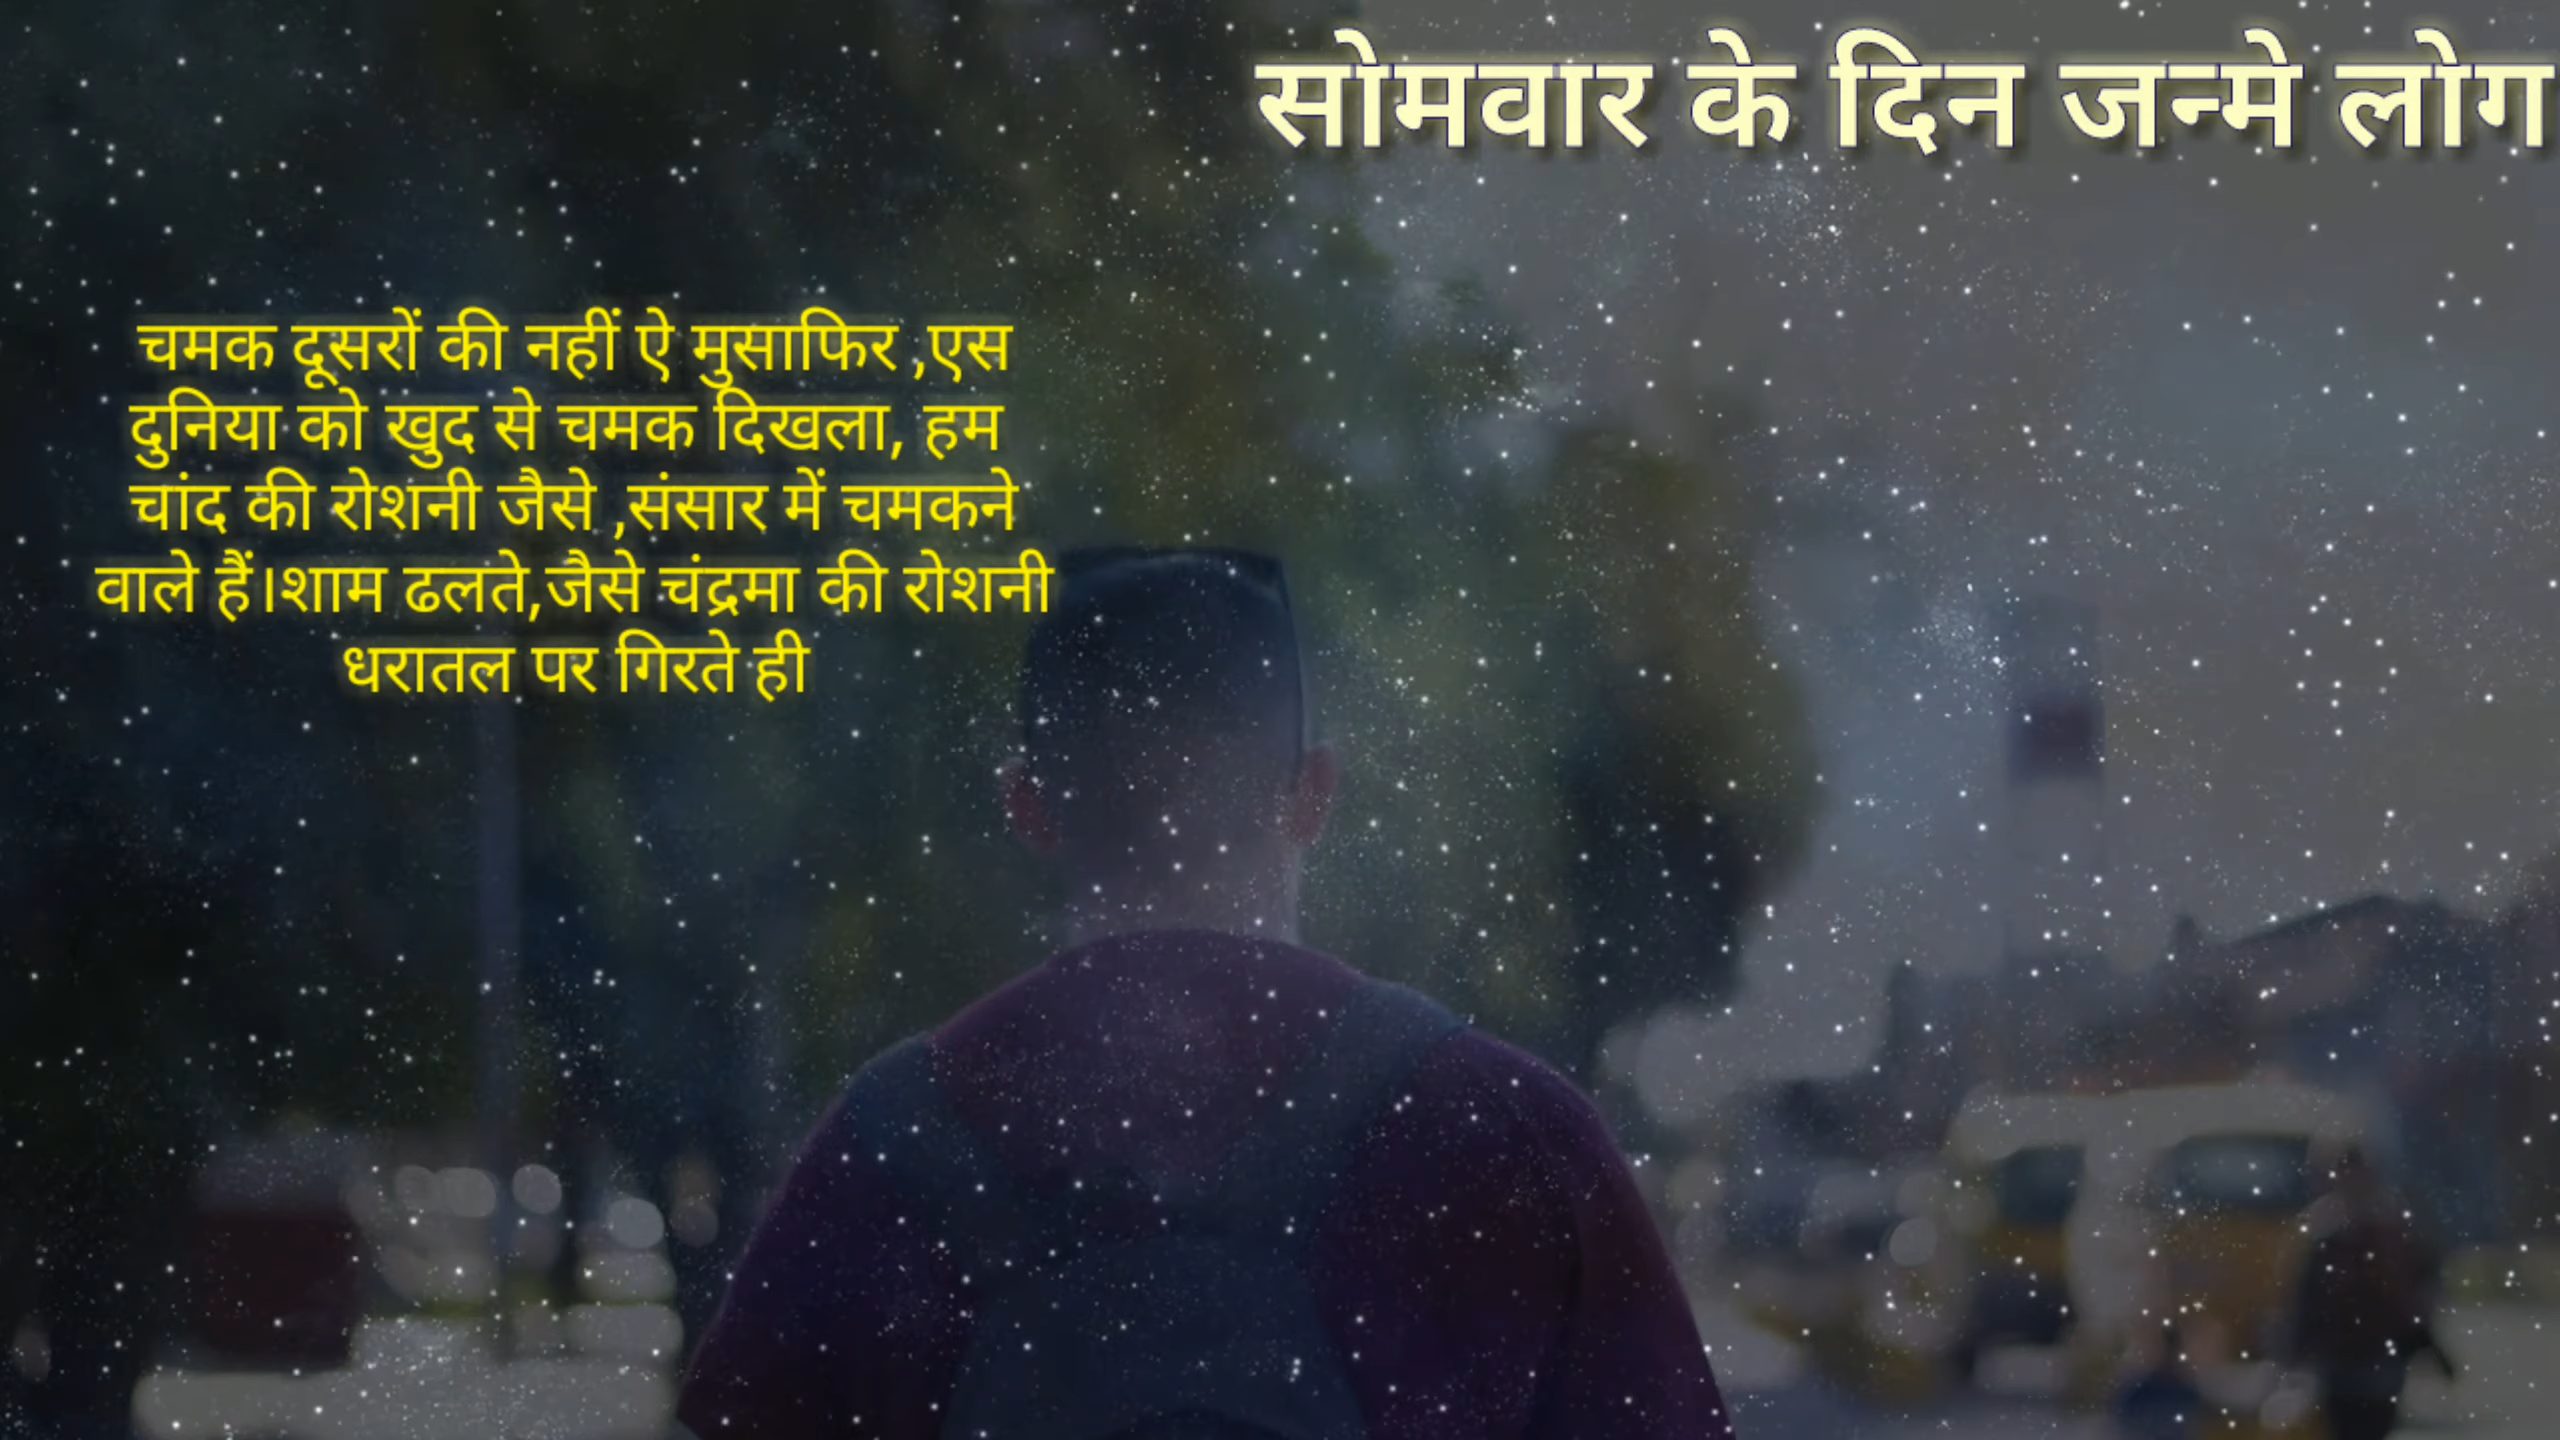 सोमवार के दिन जन्मे लोग
चमक दूसरों की नहीं ऐ मुसाफिर ,एस
दुनिया को खुद से चमक दिखला, हम
चांद की रोशनी जैसे ,संसार में चमकने
वाले हैं।शाम ढलते,जैसे चंद्रमा की रोशनी
धरातल पर गिरते ही